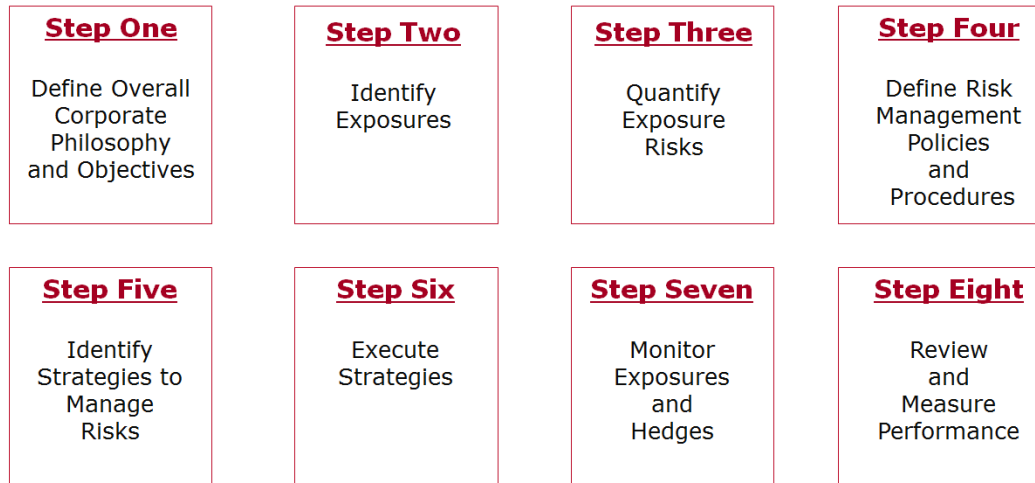 Step One
Define Overall
Corporate
Philosophy
and Objectives
Step Two
Identify
Exposures
Step Three
Quantify
Exposure
Risks
Step Four
Define Risk
Management
Policies
and
Procedures
Step Five
Identify
Strategies to
Manage
Risks
Step Six
Execute
Strategies
Step Seven
Monitor
Exposures
and
Hedges
Step Eight
Review
and
Measure
Performance